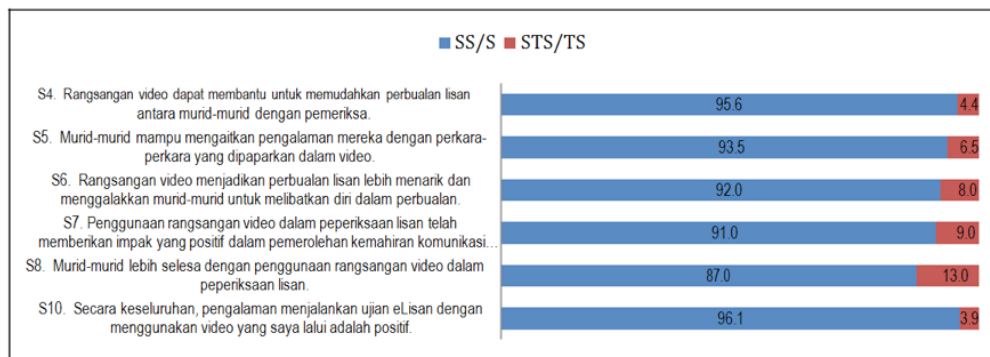 SS/S STS/TS
S4. Rangsangan video dapat membantu untuk memudahkan perbualan lisan
antara murid-murid dengan pemeriksa.
95.6 4.4
S5. Murid-murid mampu mengaitkan pengalaman mereka dengan perkara-
perkara yang dipaparkan dalam video.
93.5 6.5
S6. Rangsangan video menjadikan perbualan lisan lebih menarik dan
menggalakkan murid-murid untuk melibatkan diri dalam perbualan.
92.0 8.0
S7. Penggunaan rangsangan video dalam peperiksaan lisan telah
memberikan impak yang positif dalam pemerolehan kemahiran komunikasi...
91.0 9.0
S8. Murid-murid lebih selesa dengan penggunaan rangsangan video dalam
peperiksaan lisan.
87.0 13.0
S10. Secara keseluruhan, pengalaman menjalankan ujian eLisan dengan
menggunakan video yang saya lalui adalah positif.
96.1 3.9